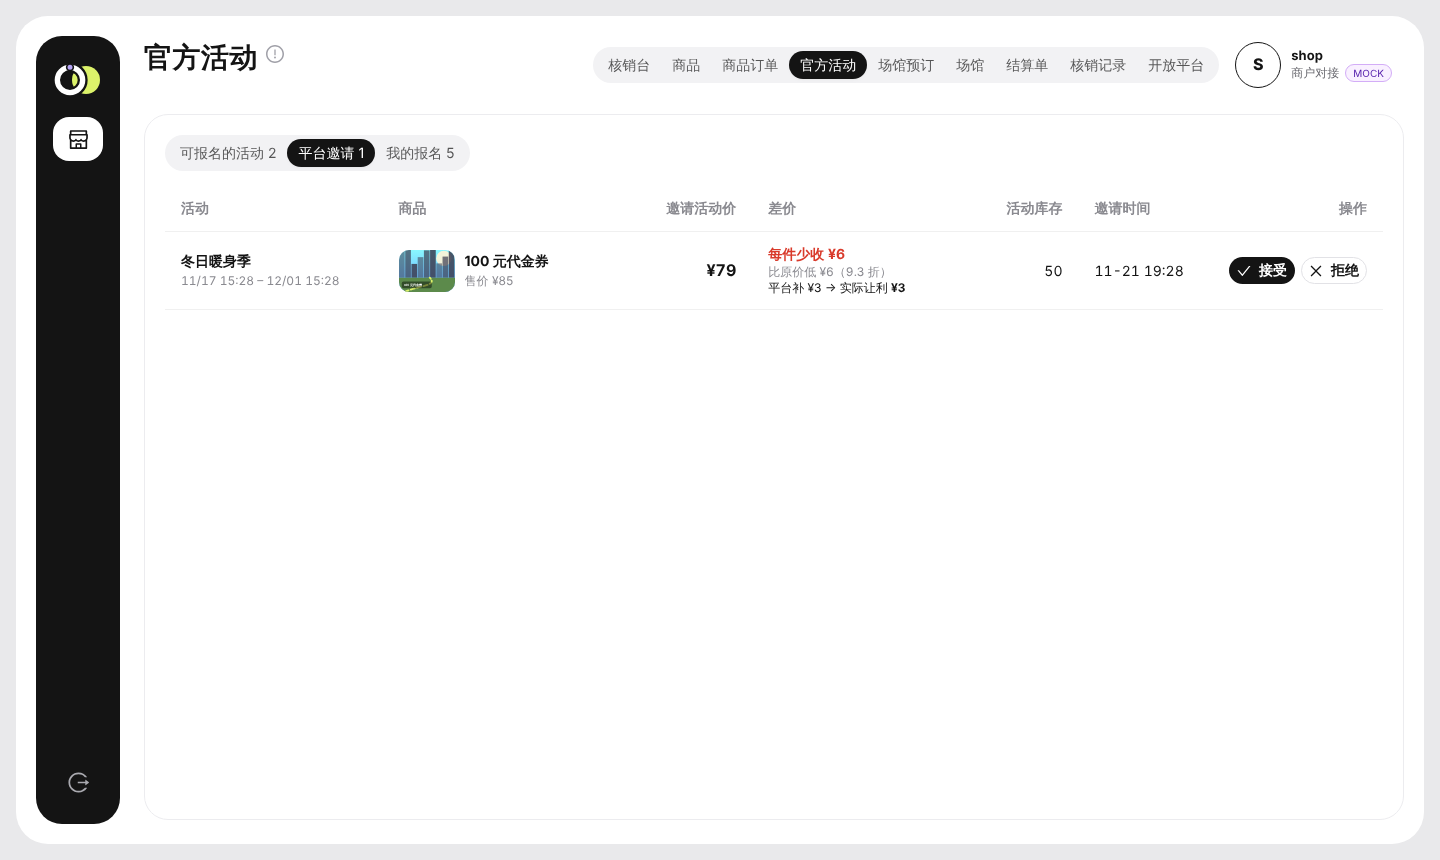 官方活动
核销台 商品 商品订单 官方活动 场馆预订 场馆 结算单 核销记录 开放平台
S
shop
商户对接 MOCK
可报名的活动 2 平台邀请 1 我的报名 5
活动 商品 邀请活动价 差价 活动库存 邀请时间 操作
冬日暖身季
11/17 15:28 – 12/01 15:28
100 元代金券
售价 ¥85
¥79
每件少收 ¥6
比原价低 ¥6（9.3 折）
平台补 ¥3 → 实际让利 ¥3
50
11-21 19:28
接受
拒绝